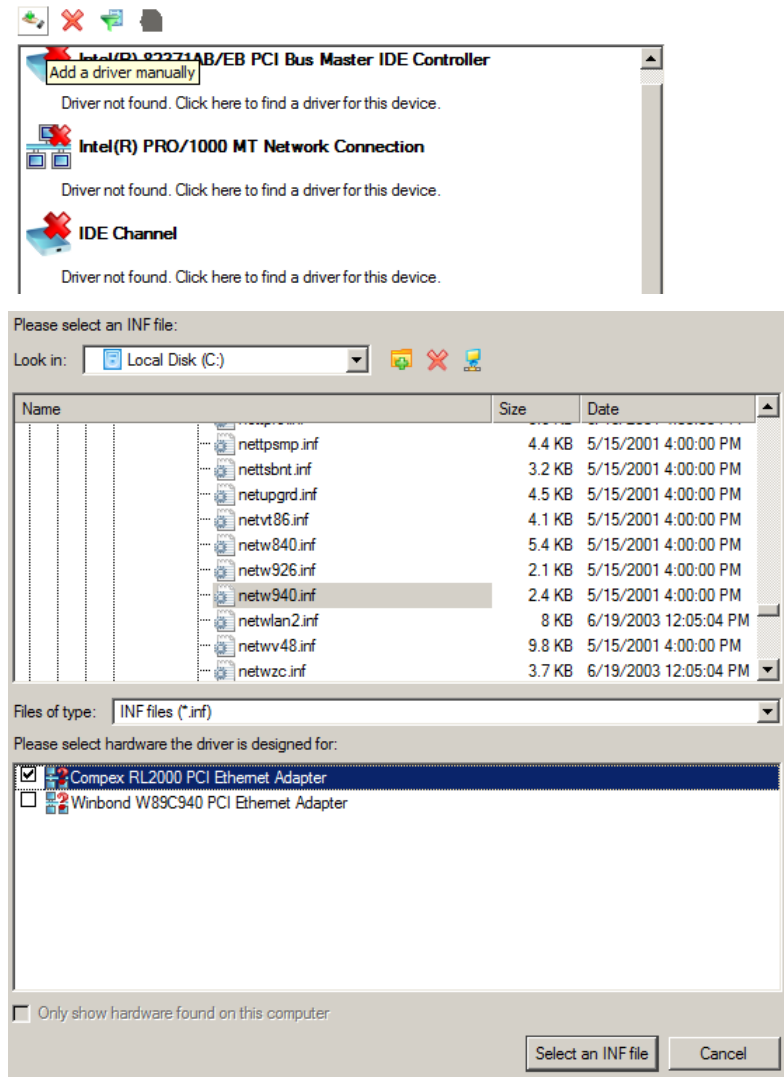 Intel(R) 82371AB/EB PCI Bus Master IDE Controller
Add a driver manually
Driver not found. Click here to find a driver for this device.
Intel(R) PRO/1000 MT Network Connection
Driver not found. Click here to find a driver for this device.
IDE Channel
Driver not found. Click here to find a driver for this device.
Please select an INF file:
Look in: Local Disk (C:)
Name Size Date
nettpsmp.inf 4.4 KB 5/15/2001 4:00:00 PM
nettsbnt.inf 3.2 KB 5/15/2001 4:00:00 PM
netupgrd.inf 4.5 KB 5/15/2001 4:00:00 PM
netvt86.inf 4.1 KB 5/15/2001 4:00:00 PM
netw840.inf 5.4 KB 5/15/2001 4:00:00 PM
netw926.inf 2.1 KB 5/15/2001 4:00:00 PM
netw940.inf 2.4 KB 5/15/2001 4:00:00 PM
netwlan2.inf 8 KB 6/19/2003 12:05:04 PM
netwv48.inf 9.8 KB 5/15/2001 4:00:00 PM
netwzc.inf 3.7 KB 6/19/2003 12:05:04 PM
Files of type: INF files (*.inf)
Please select hardware the driver is designed for:
Compex RL2000 PCI Ethernet Adapter
Winbond W89C940 PCI Ethernet Adapter
Only show hardware found on this computer
Select an INF file Cancel